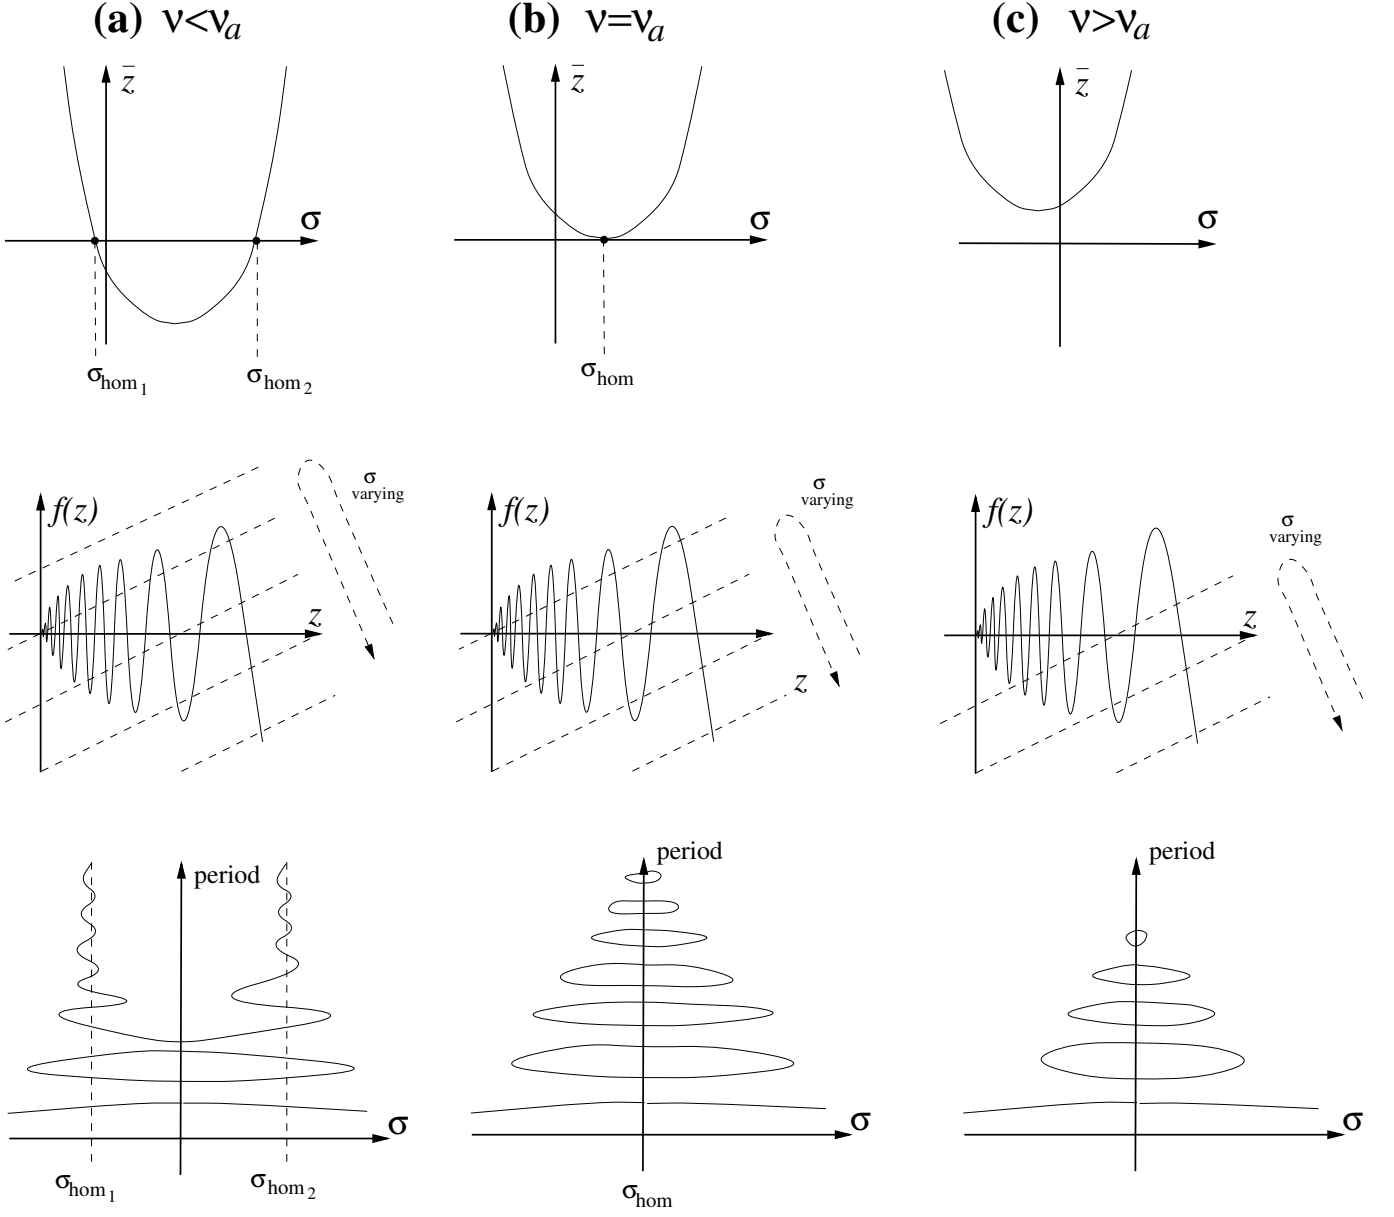 (a) ν<νa
(b) ν=νa
(c) ν>νa
z̄
σ
σhom1
σhom2
z̄
σ
σhom
z̄
σ
f(z)
z
σ
varying
f(z)
z
σ
varying
f(z)
z
σ
varying
period
σ
σhom1
σhom2
period
σ
σhom
period
σ